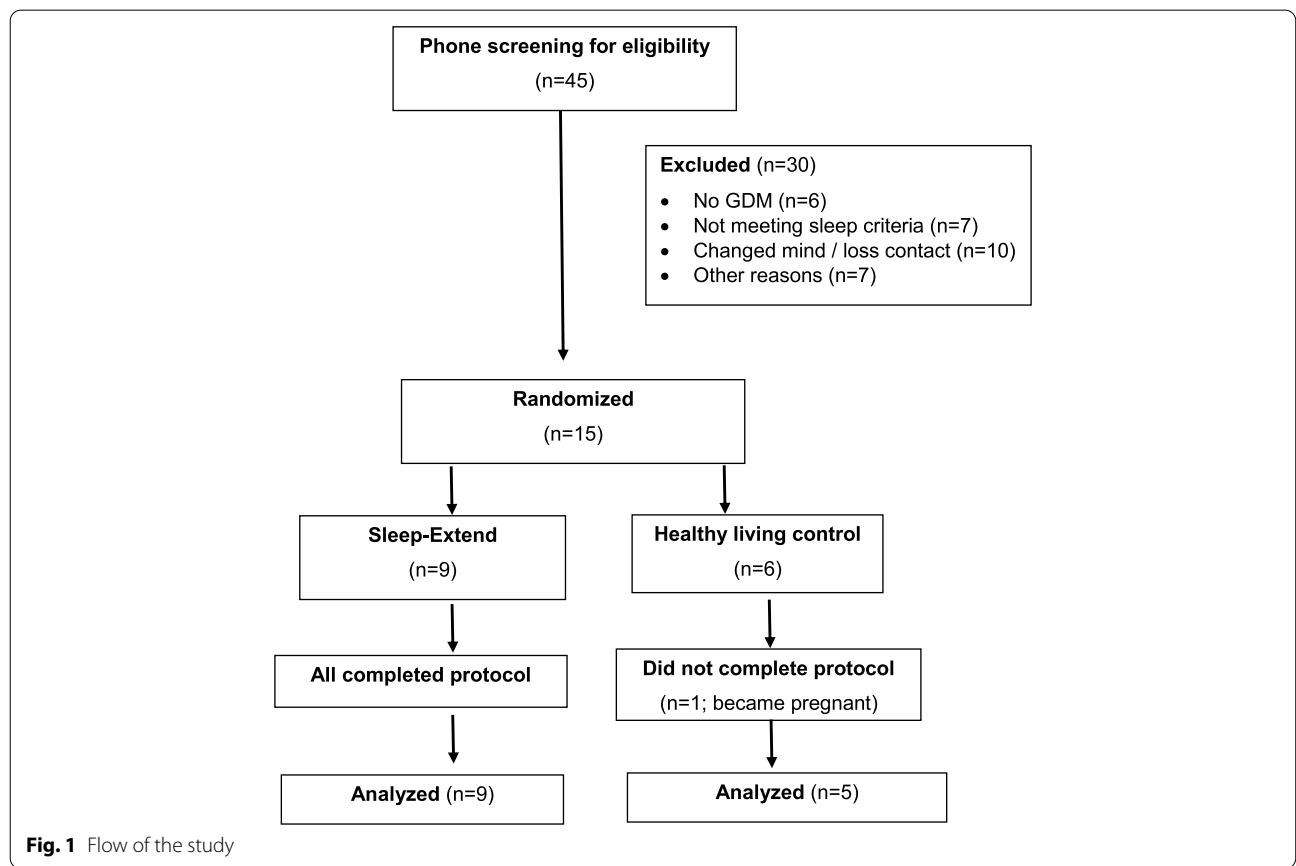 Phone screening for eligibility
(n=45)
Excluded (n=30)
• No GDM (n=6)
• Not meeting sleep criteria (n=7)
• Changed mind / loss contact (n=10)
• Other reasons (n=7)
Randomized
(n=15)
Sleep-Extend
(n=9)
Healthy living control
(n=6)
All completed protocol
Did not complete protocol
(n=1; became pregnant)
Analyzed (n=9)
Analyzed (n=5)
Fig. 1 Flow of the study